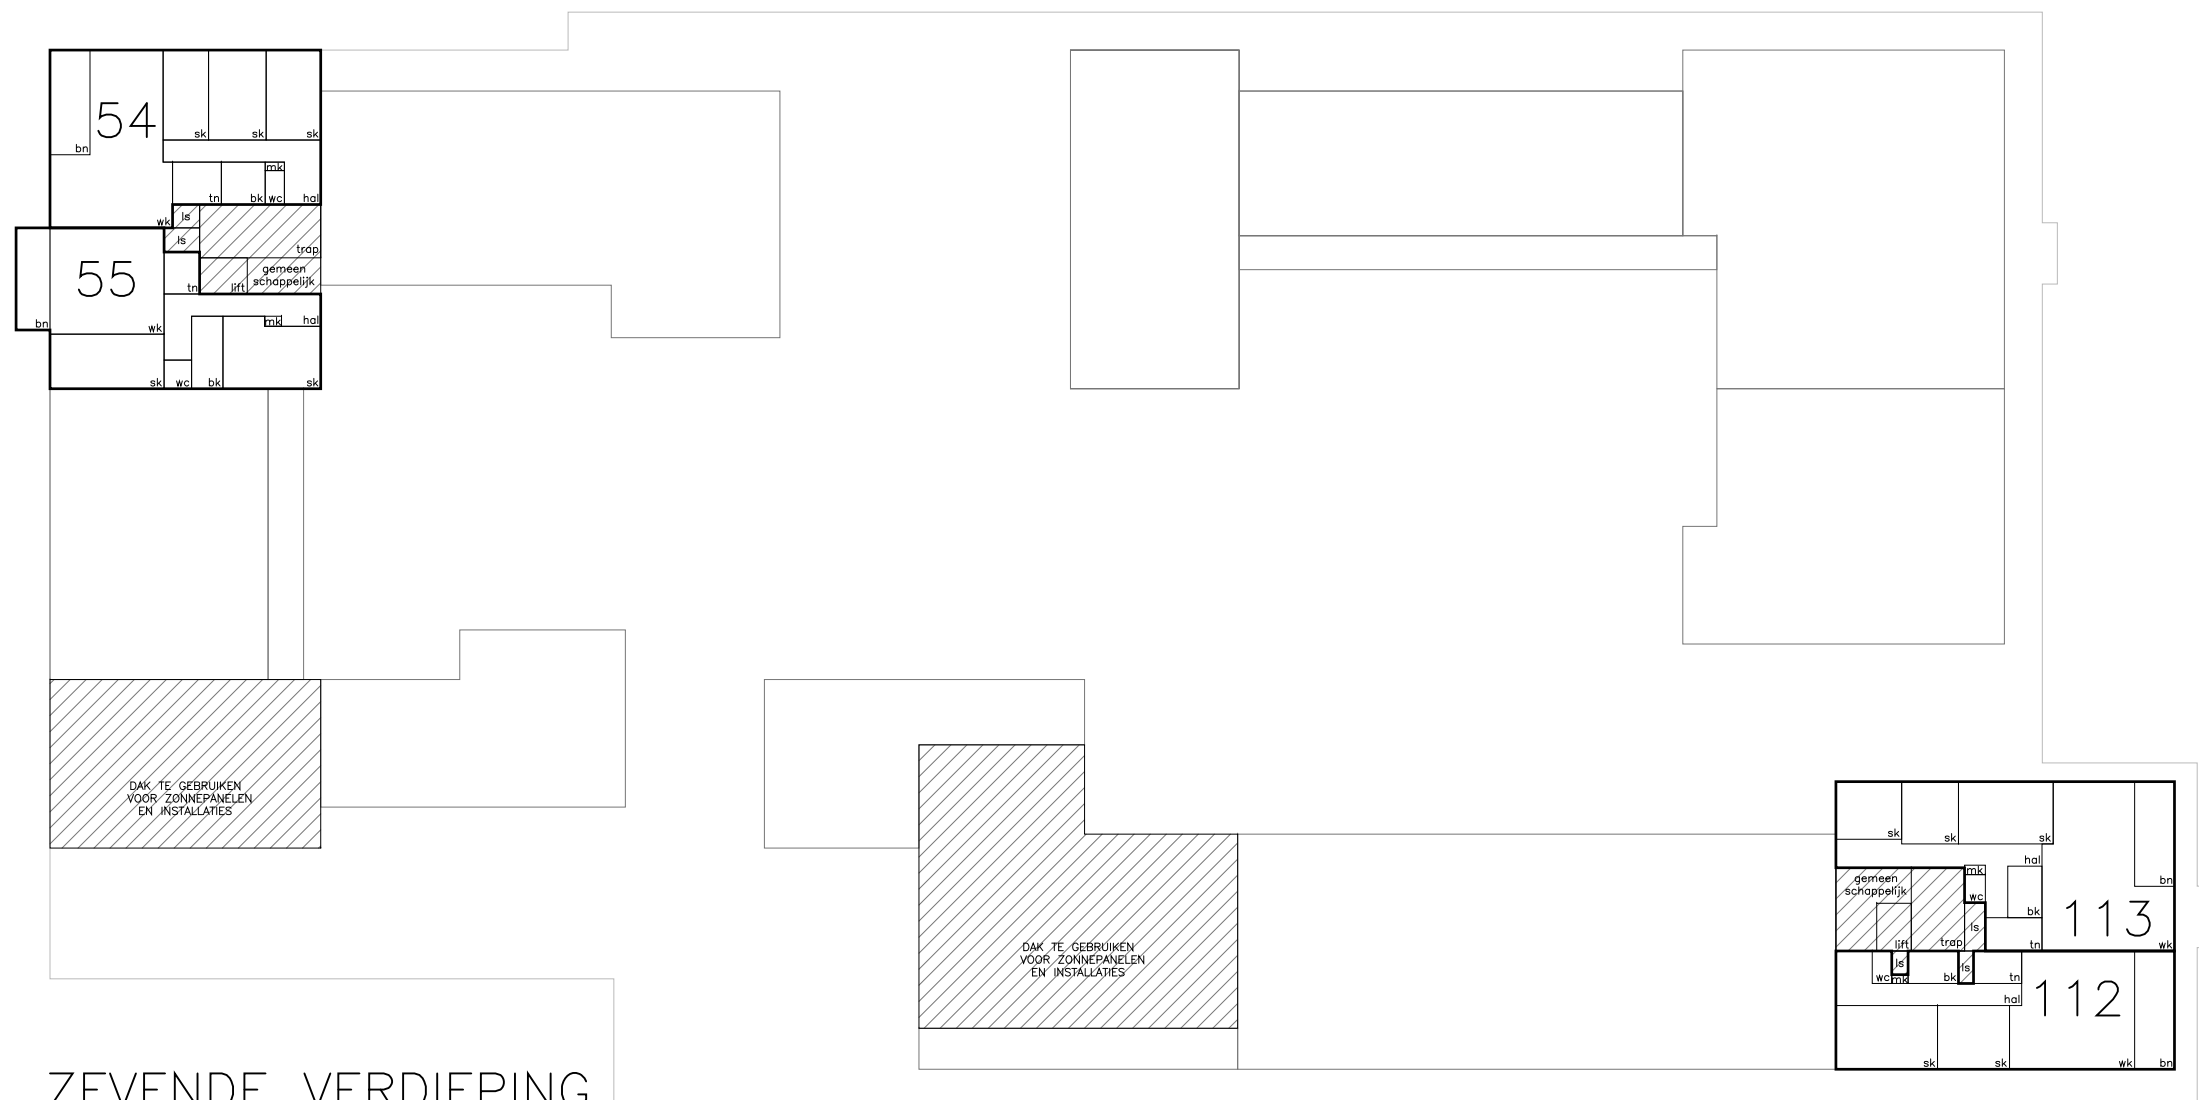 54
bn
sk
sk
sk
mk
tn
bk
wc
hal
wk
ls
ls
trap
gemeen
schappelijk
lift
55
tn
bn
wk
mk
hal
sk
wc
bk
sk
DAK TE GEBRUIKEN
VOOR ZONNEPANELEN
EN INSTALLATIES
DAK TE GEBRUIKEN
VOOR ZONNEPANELEN
EN INSTALLATIES
sk
sk
sk
hal
mk
gemeen
schappelijk
wc
bn
bk
113
ls
lift
trap
tn
wk
ls
ls
wc
mk
bk
tn
hal
112
sk
sk
wk
bn
ZEVENDE VERDIEPING